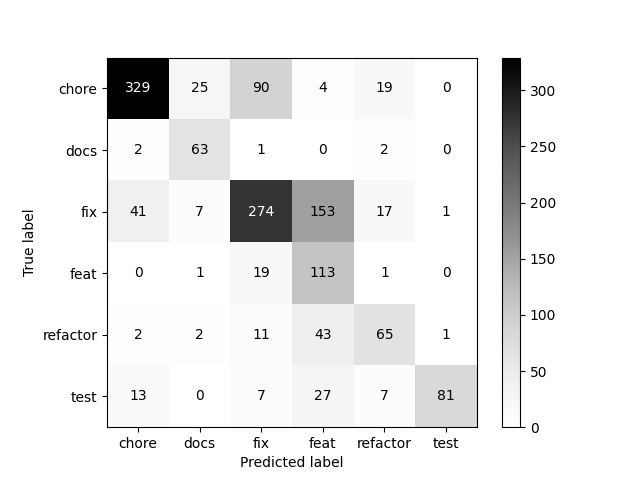 chore 329 25 90 4 19 0
docs 2 63 1 0 2 0
fix 41 7 274 153 17 1
feat 0 1 19 113 1 0
refactor 2 2 11 43 65 1
test 13 0 7 27 7 81
chore docs fix feat refactor test
Predicted label
True label
300
250
200
150
100
50
0